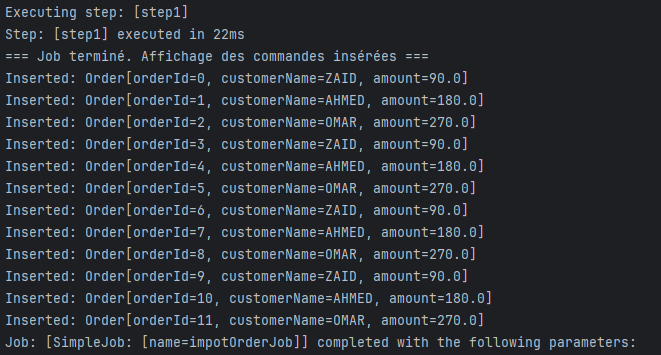 Executing step: [step1]
Step: [step1] executed in 22ms
=== Job terminé. Affichage des commandes insérées ===
Inserted: Order[orderId=0, customerName=ZAID, amount=90.0]
Inserted: Order[orderId=1, customerName=AHMED, amount=180.0]
Inserted: Order[orderId=2, customerName=OMAR, amount=270.0]
Inserted: Order[orderId=3, customerName=ZAID, amount=90.0]
Inserted: Order[orderId=4, customerName=AHMED, amount=180.0]
Inserted: Order[orderId=5, customerName=OMAR, amount=270.0]
Inserted: Order[orderId=6, customerName=ZAID, amount=90.0]
Inserted: Order[orderId=7, customerName=AHMED, amount=180.0]
Inserted: Order[orderId=8, customerName=OMAR, amount=270.0]
Inserted: Order[orderId=9, customerName=ZAID, amount=90.0]
Inserted: Order[orderId=10, customerName=AHMED, amount=180.0]
Inserted: Order[orderId=11, customerName=OMAR, amount=270.0]
Job: [SimpleJob: [name=impotOrderJob]] completed with the following parameters: